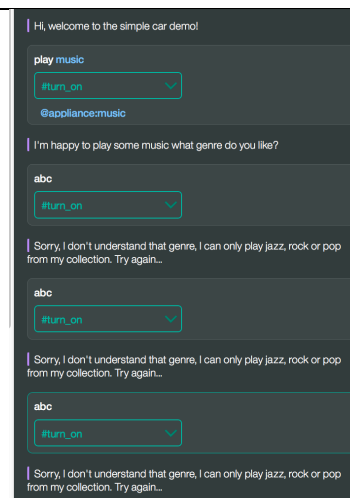 Hi, welcome to the simple car demo!
play music
#turn_on
@appliance:music
I'm happy to play some music what genre do you like?
abc
#turn_on
Sorry, I don't understand that genre, I can only play jazz, rock or pop
from my collection. Try again...
abc
#turn_on
Sorry, I don't understand that genre, I can only play jazz, rock or pop
from my collection. Try again...
abc
#turn_on
Sorry, I don't understand that genre, I can only play jazz, rock or pop
from my collection. Try again...